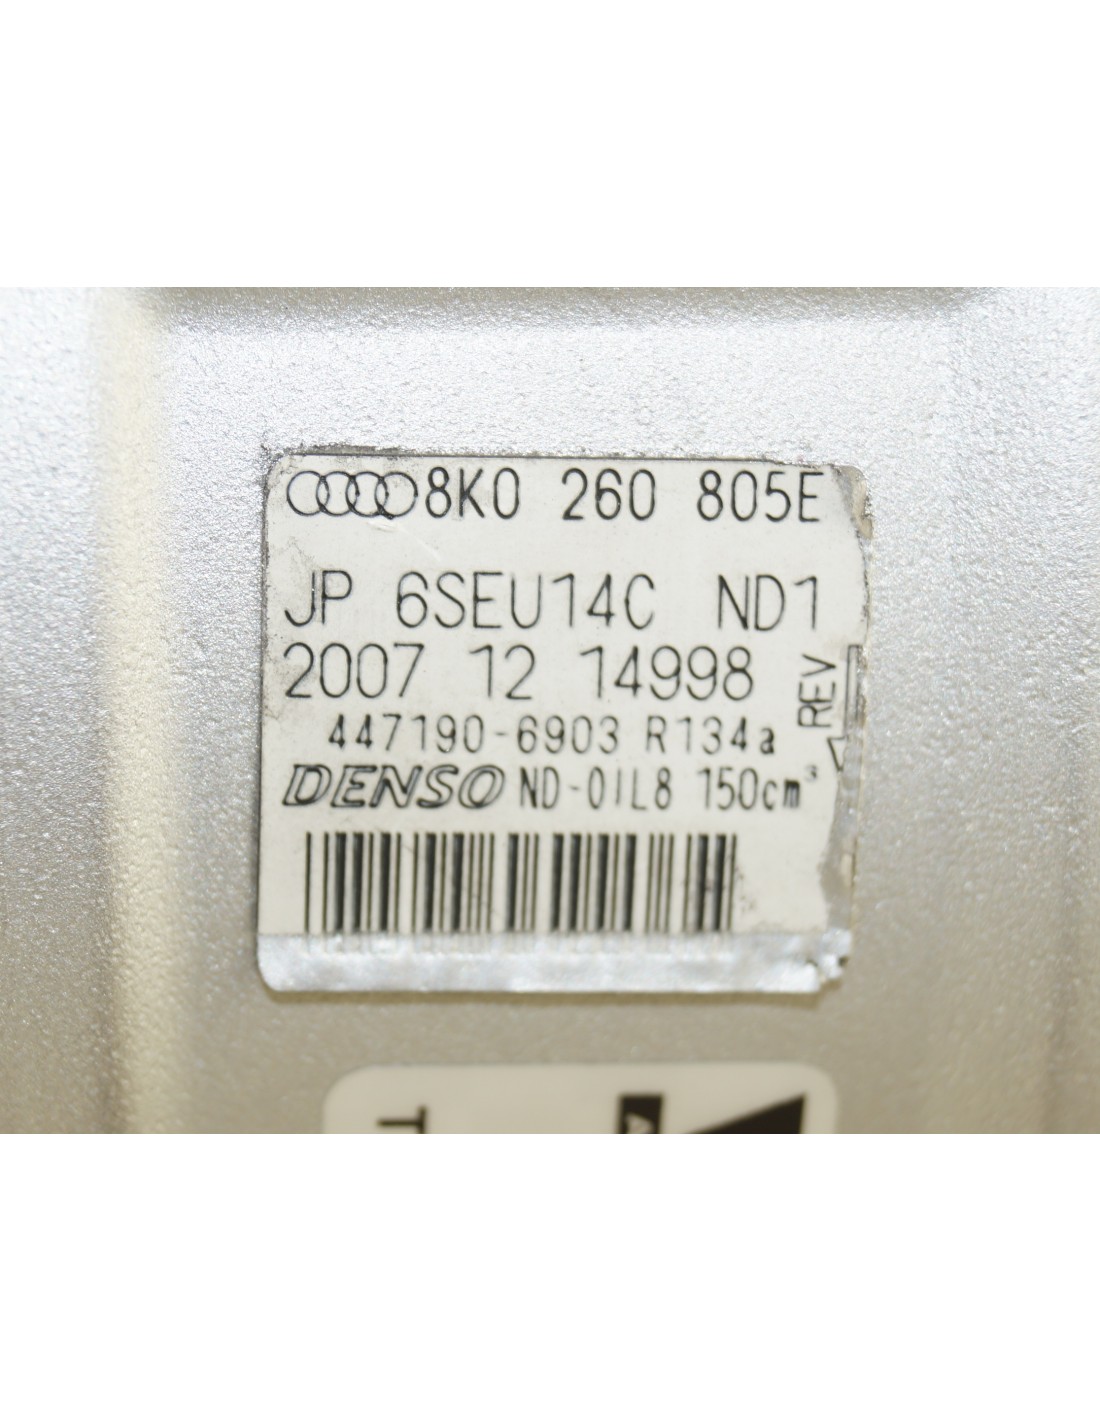 8K0 260 805E
JP 6SEU14C ND1
2007 12 14998
REV
447190-6903 R134a
DENSO ND-OIL8 150cm³
T
A